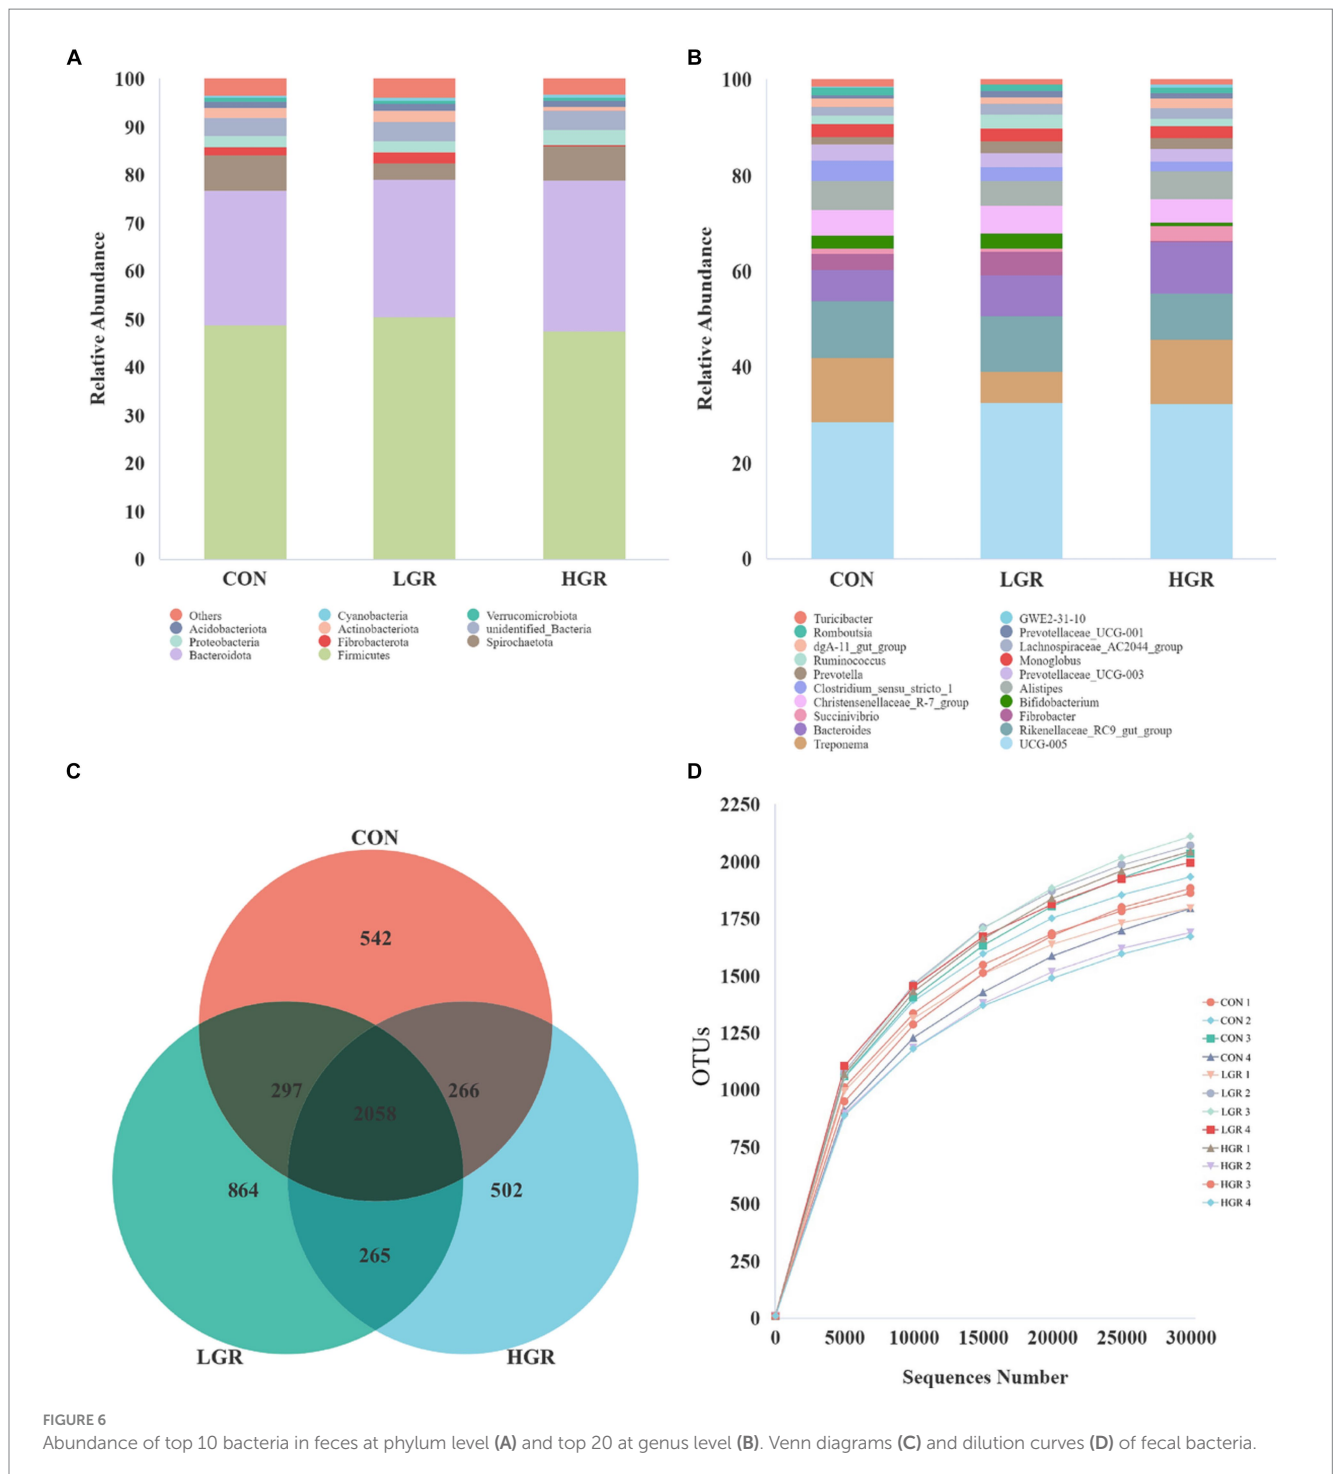 A
100
90
80
70
60
50
40
30
20
10
0
Relative Abundance
CON
LGR
HGR
Others
Cyanobacteria
Verrucomicrobiota
Acidobacteriota
Actinobacteriota
unidentified_Bacteria
Proteobacteria
Fibrobacterota
Spirochaetota
Bacteroidota
Firmicutes
B
100
80
60
40
20
0
Relative Abundance
CON
LGR
HGR
Turicibacter
GWE2-31-10
Romboutsia
Prevotellaceae_UCG-001
dgA-11_gut_group
Lachnospiraceae_AC2044_group
Ruminococcus
Monoglobus
Prevotella
Prevotellaceae_UCG-003
Clostridium_sensu_stricto_1
Alistipes
Christensenellaceae_R-7_group
Bifidobacterium
Succinivibrio
Fibrobacter
Bacteroides
Rikenellaceae_RC9_gut_group
Treponema
UCG-005
C
CON
542
297
266
2058
864
502
265
LGR
HGR
D
2250
2000
1750
1500
1250
1000
750
500
250
0
OTUs
0 5000 10000 15000 20000 25000 30000
Sequences Number
CON 1
CON 2
CON 3
CON 4
LGR 1
LGR 2
LGR 3
LGR 4
HGR 1
HGR 2
HGR 3
HGR 4
FIGURE 6
Abundance of top 10 bacteria in feces at phylum level (A) and top 20 at genus level (B). Venn diagrams (C) and dilution curves (D) of fecal bacteria.